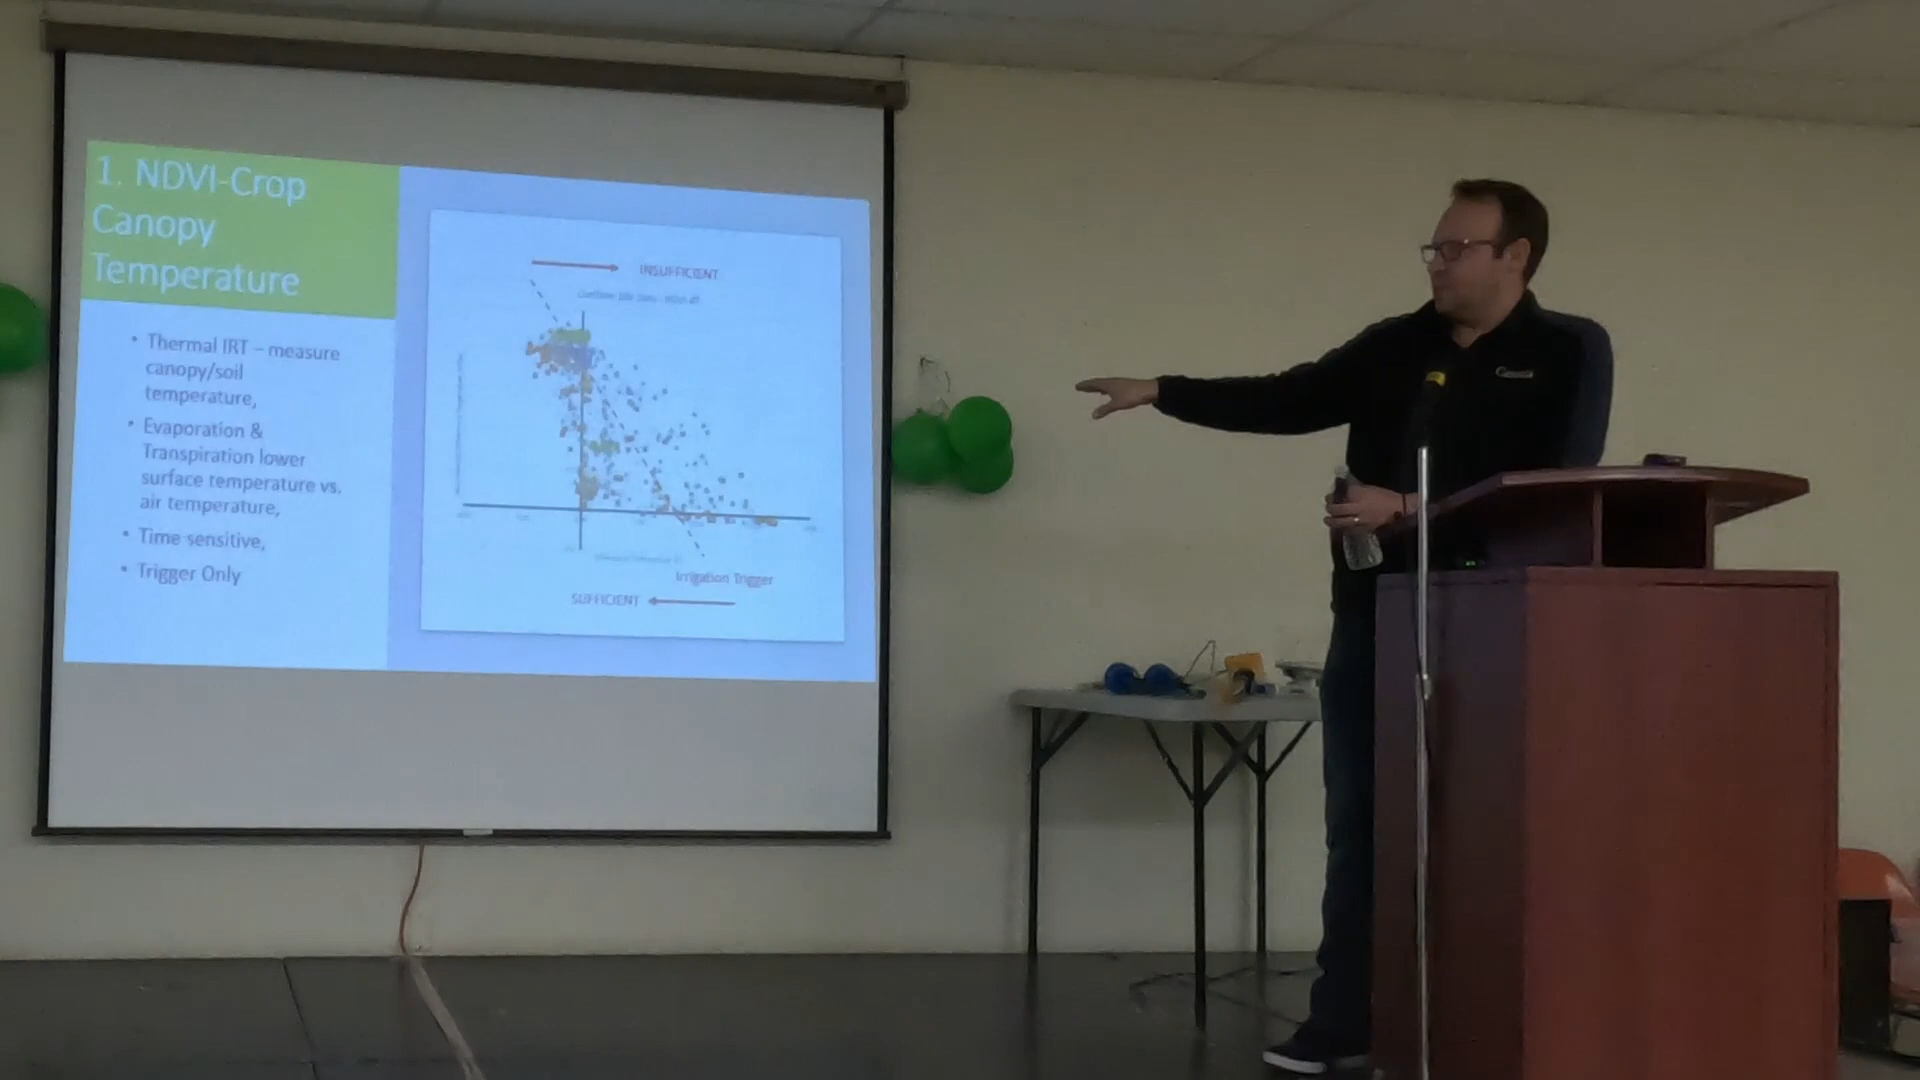 1. NDVI-Crop
Canopy
Temperature
• Thermal IRT – measure
canopy/soil
temperature,
• Evaporation &
Transpiration lower
surface temperature vs.
air temperature,
• Time sensitive,
• Trigger Only
INSUFFICIENT
Irrigation Trigger
SUFFICIENT
Canada